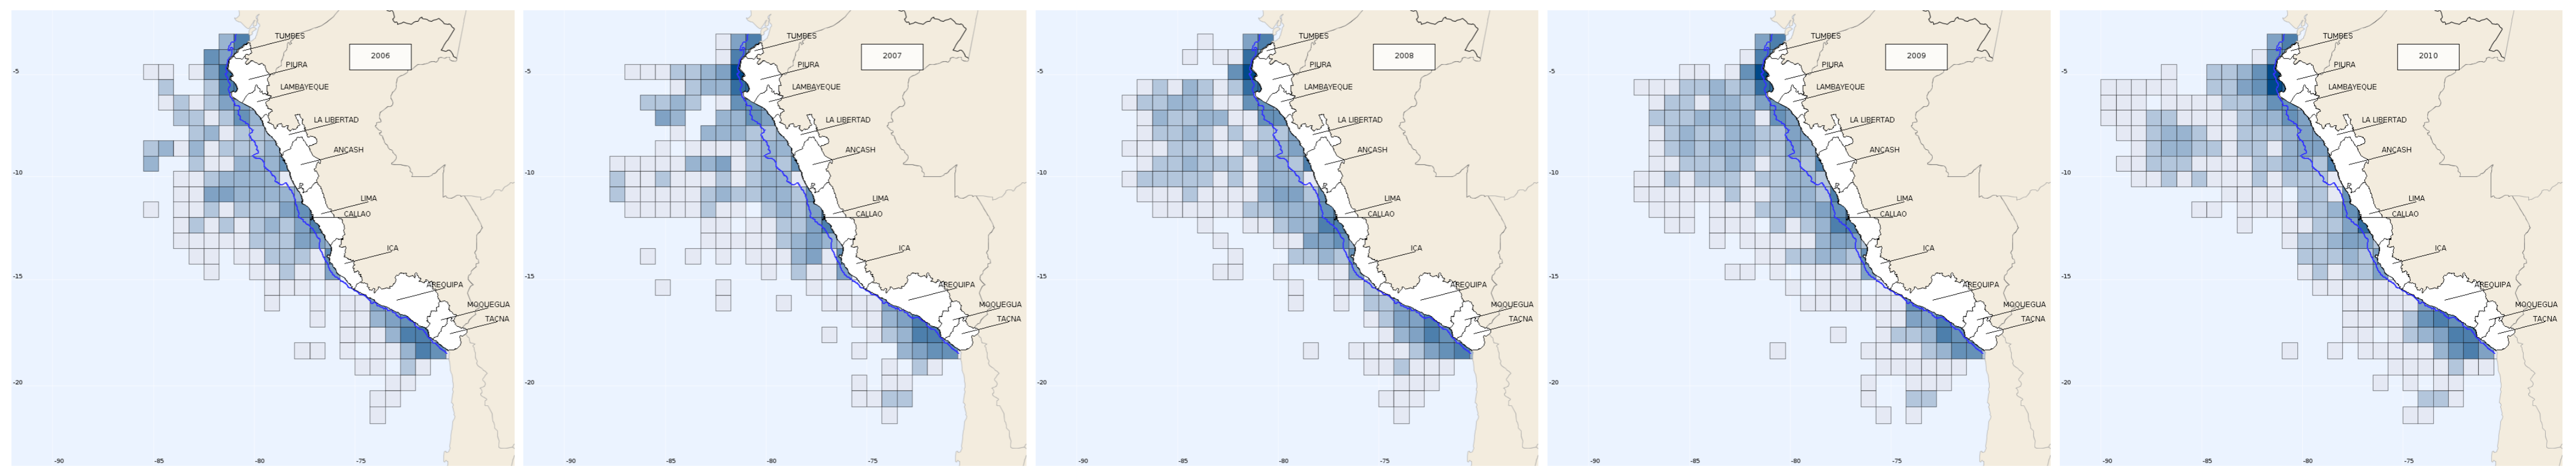 TUMBES
2006
PIURA
-5
LAMBAYEQUE
LA LIBERTAD
ANCASH
-10
LIMA
CALLAO
ICA
-15
AREQUIPA
MOQUEGUA
TACNA
-20
-90 -85 -80 -75
TUMBES
2007
PIURA
-5
LAMBAYEQUE
LA LIBERTAD
ANCASH
-10
LIMA
CALLAO
ICA
-15
AREQUIPA
MOQUEGUA
TACNA
-20
-90 -85 -80 -75
TUMBES
2008
PIURA
-5
LAMBAYEQUE
LA LIBERTAD
ANCASH
-10
LIMA
CALLAO
ICA
-15
AREQUIPA
MOQUEGUA
TACNA
-20
-90 -85 -80 -75
TUMBES
2009
PIURA
-5
LAMBAYEQUE
LA LIBERTAD
ANCASH
-10
LIMA
CALLAO
ICA
-15
AREQUIPA
MOQUEGUA
TACNA
-20
-90 -85 -80 -75
TUMBES
2010
PIURA
-5
LAMBAYEQUE
LA LIBERTAD
ANCASH
-10
LIMA
CALLAO
ICA
-15
AREQUIPA
MOQUEGUA
TACNA
-20
-90 -85 -80 -75